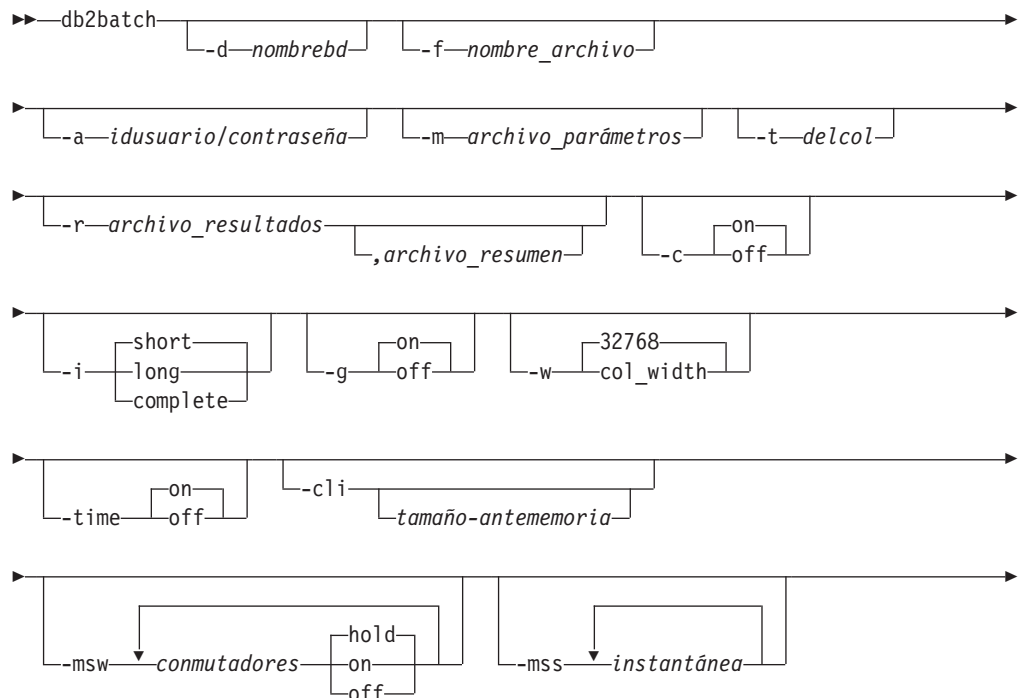 db2batch
-d nombrebd -f nombre_archivo
-a idusuario/contraseña -m archivo_parámetros -t delcol
-r archivo_resultados
,archivo_resumen
-c on
off
-i short
long
complete
-g on
off
-w 32768
col_width
-time on
off
-cli
tamaño-antememoria
-msw conmutadores hold
on
off
-mss instantánea